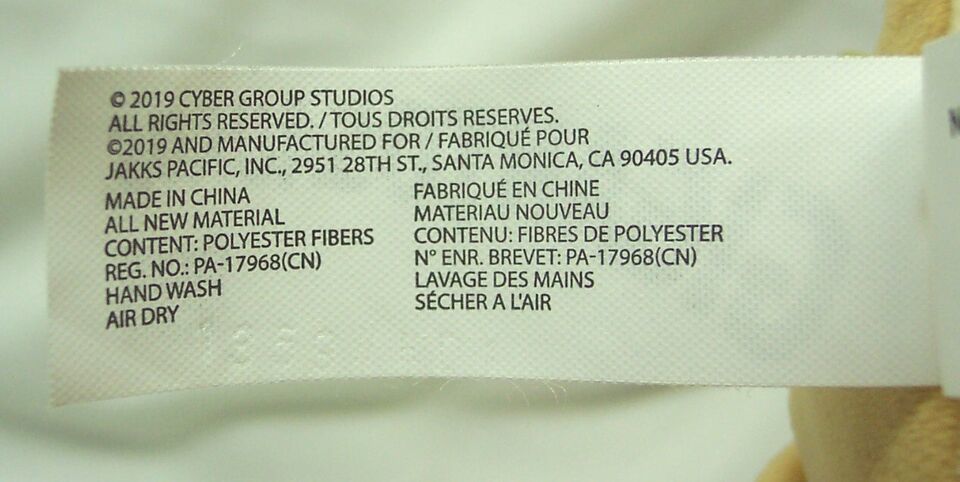 © 2019 CYBER GROUP STUDIOS
ALL RIGHTS RESERVED. / TOUS DROITS RESERVES.
©2019 AND MANUFACTURED FOR / FABRIQUÉ POUR
JAKKS PACIFIC, INC., 2951 28TH ST., SANTA MONICA, CA 90405 USA.
MADE IN CHINA
ALL NEW MATERIAL
CONTENT: POLYESTER FIBERS
REG. NO.: PA-17968(CN)
HAND WASH
AIR DRY
FABRIQUÉ EN CHINE
MATERIAU NOUVEAU
CONTENU: FIBRES DE POLYESTER
N° ENR. BREVET: PA-17968(CN)
LAVAGE DES MAINS
SÉCHER A L'AIR